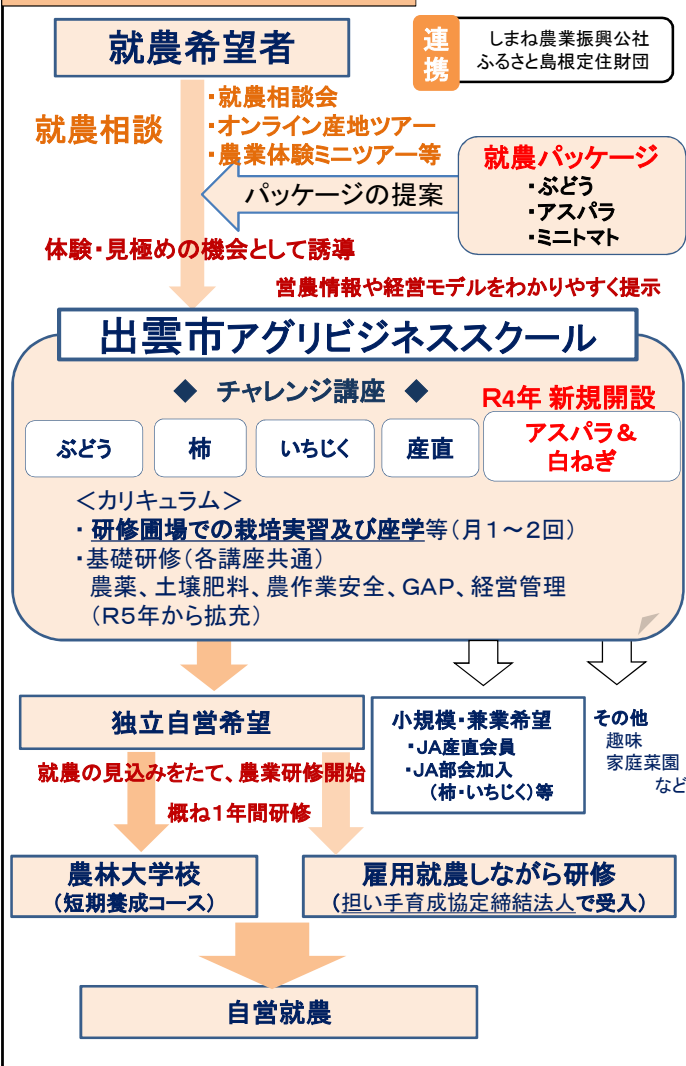 就農希望者
連携
しまね農業振興公社
ふるさと島根定住財団
就農相談
・就農相談会
・オンライン産地ツアー
・農業体験ミニツアー等
就農パッケージ
・ぶどう
・アスパラ
・ミニトマト
パッケージの提案
体験・見極めの機会として誘導
営農情報や経営モデルをわかりやすく提示
出雲市アグリビジネススクール
◆ チャレンジ講座 ◆
R4年 新規開設
ぶどう
柿
いちじく
産直
アスパラ＆
白ねぎ
＜カリキュラム＞
・研修圃場での栽培実習及び座学等（月１～２回）
・基礎研修（各講座共通）
農薬、土壌肥料、農作業安全、GAP、経営管理
（R５年から拡充）
独立自営希望
小規模・兼業希望
・JA産直会員
・JA部会加入
（柿・いちじく）等
その他
趣味
家庭菜園
など
就農の見込みをたて、農業研修開始
概ね１年間研修
農林大学校
（短期養成コース）
雇用就農しながら研修
（担い手育成協定締結法人で受入）
自営就農